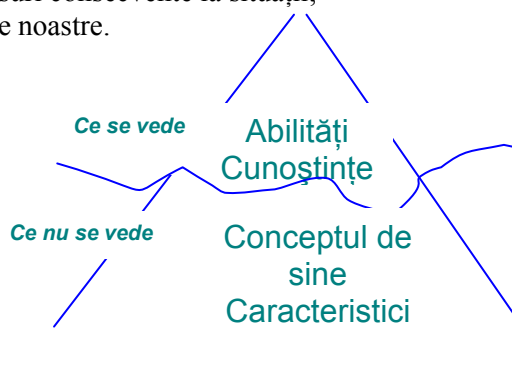 e noastre.
Ce se vede
Abilități
Cunoștințe
Ce nu se vede
Conceptul de
sine
Caracteristici